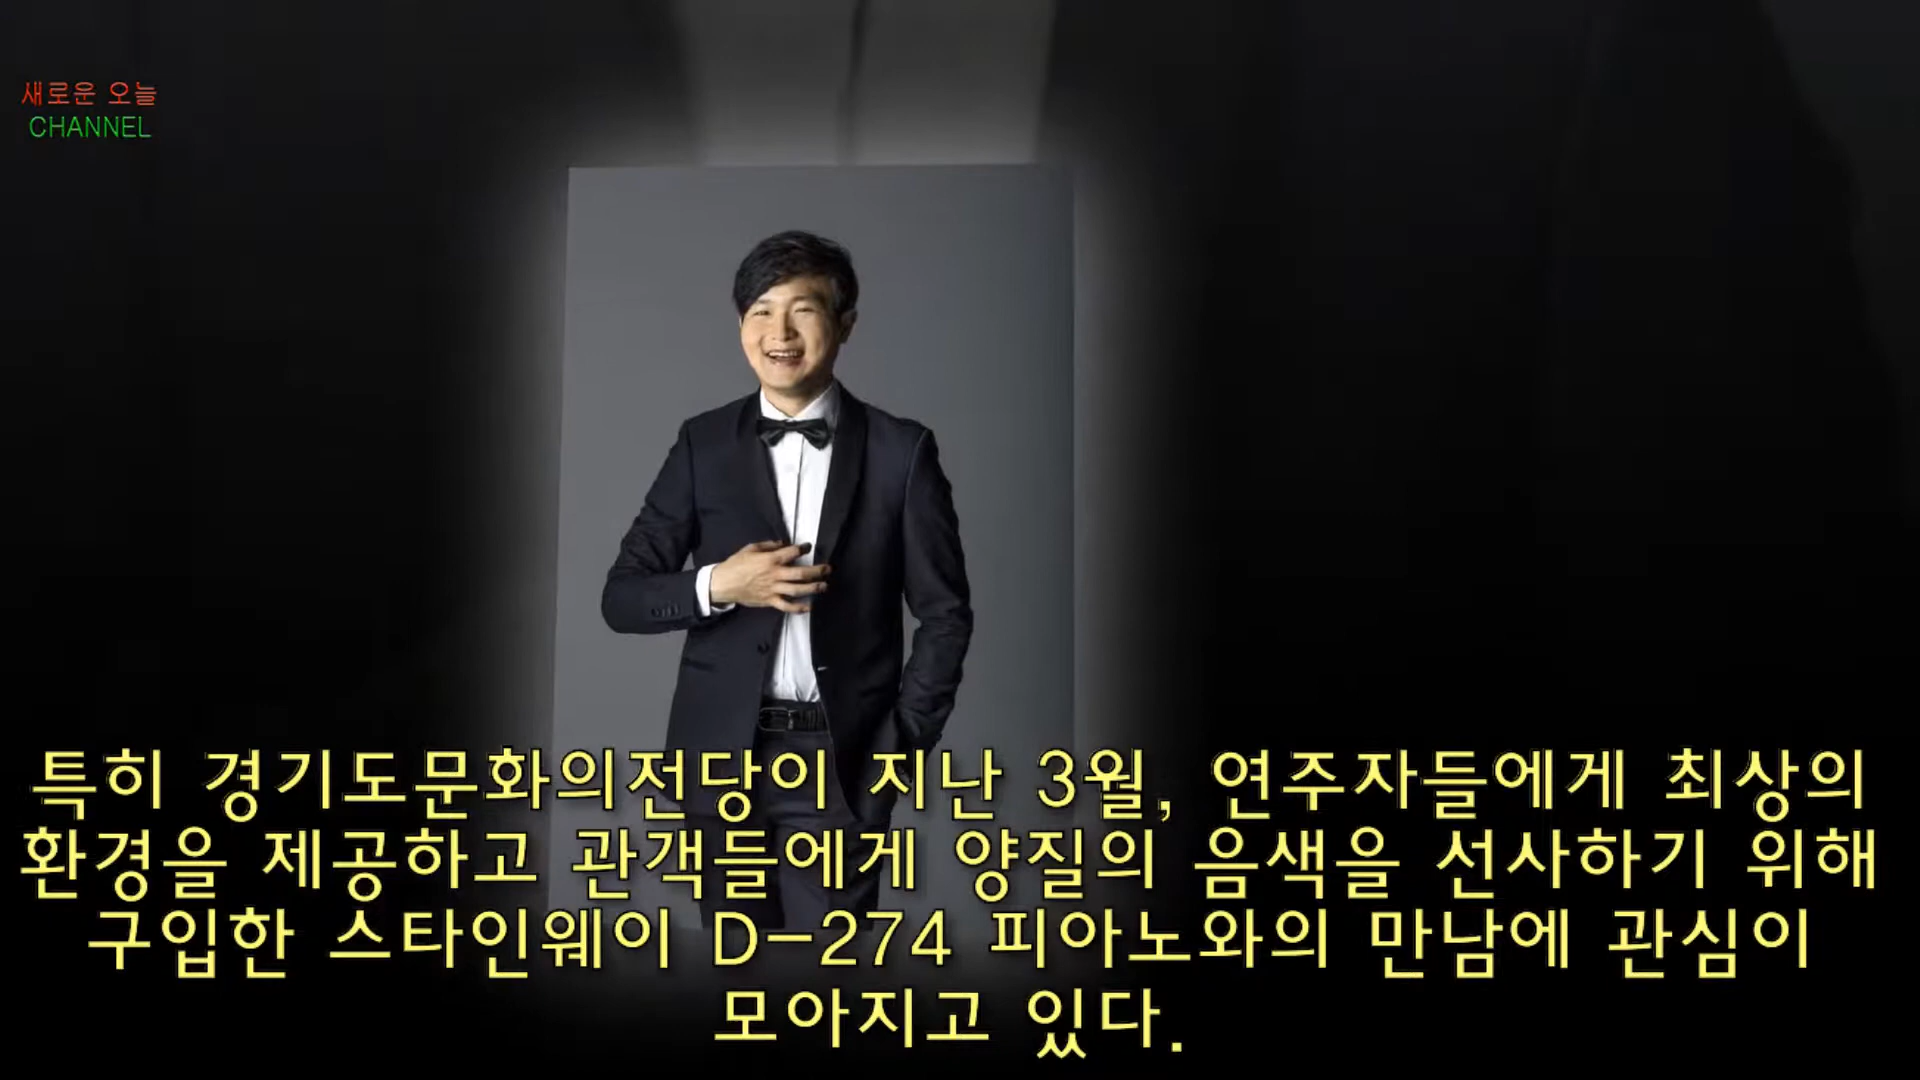 새로운 오늘
CHANNEL
특히 경기도문화의전당이 지난 3월, 연주자들에게 최상의
환경을 제공하고 관객들에게 양질의 음색을 선사하기 위해
구입한 스타인웨이 D-274 피아노와의 만남에 관심이
모아지고 있다.